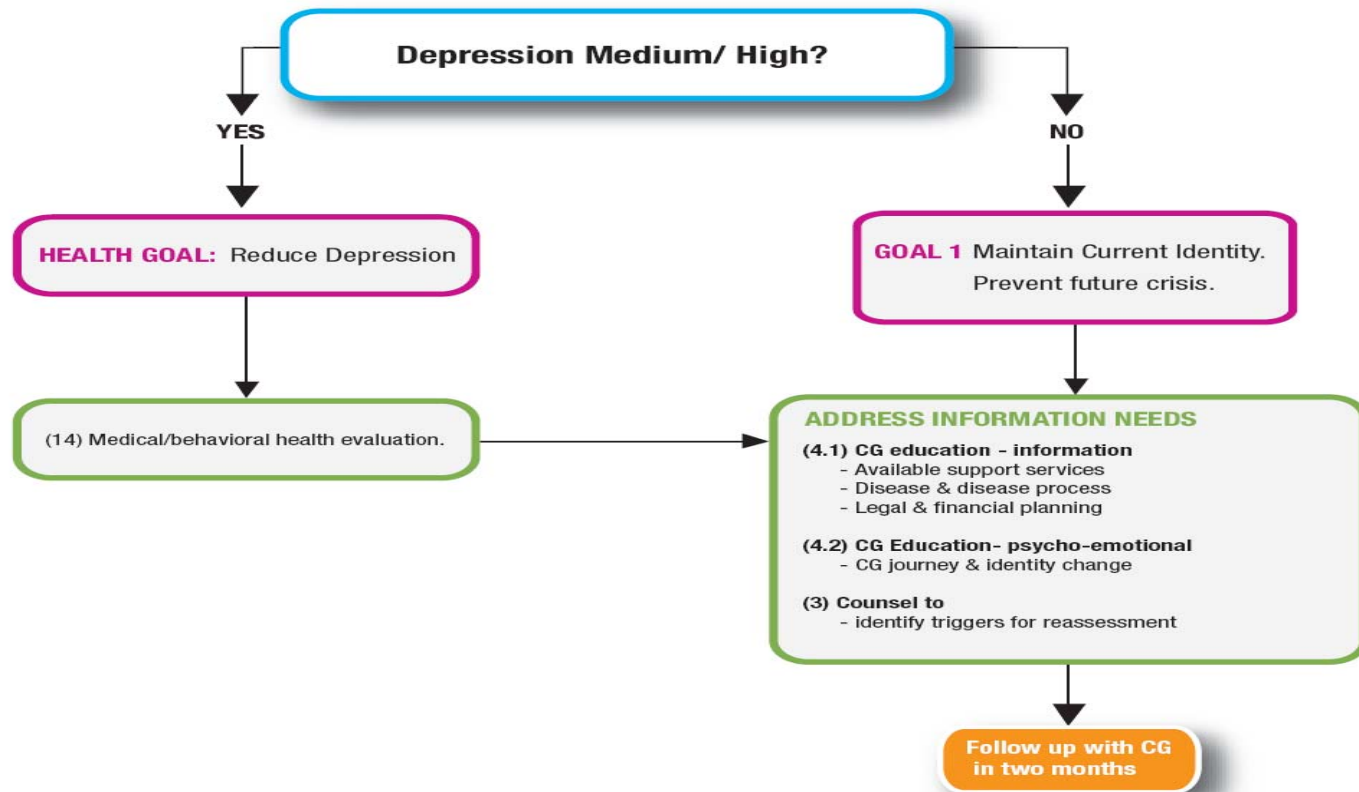 Depression Medium/ High?
YES
NO
HEALTH GOAL: Reduce Depression
GOAL 1 Maintain Current Identity.
Prevent future crisis.
(14) Medical/behavioral health evaluation.
ADDRESS INFORMATION NEEDS
(4.1) CG education - information
- Available support services
- Disease & disease process
- Legal & financial planning
(4.2) CG Education- psycho-emotional
- CG journey & identity change
(3) Counsel to
- identify triggers for reassessment
Follow up with CG
in two months